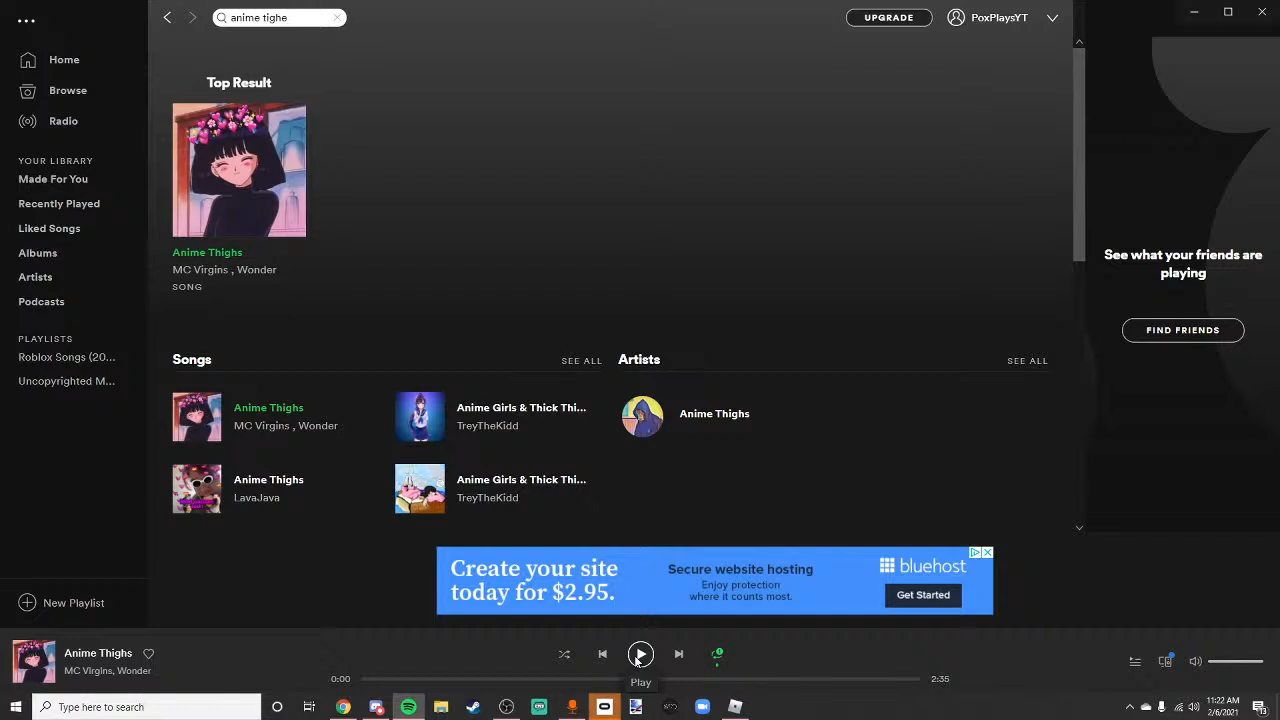 anime tighe
UPGRADE
PoxPlaysYT
Home
Browse
Radio
YOUR LIBRARY
Made For You
Recently Played
Liked Songs
Albums
Artists
Podcasts
PLAYLISTS
Roblox Songs (20...
Uncopyrighted M...
New Playlist
Top Result
Anime Thighs
MC Virgins , Wonder
SONG
Songs
SEE ALL
Anime Thighs
MC Virgins , Wonder
Anime Girls & Thick Thi...
TreyTheKidd
Anime Thighs
LavaJava
Anime Girls & Thick Thi...
TreyTheKidd
Artists
SEE ALL
Anime Thighs
See what your friends are
playing
FIND FRIENDS
Create your site
today for $2.95.
Secure website hosting
Enjoy protection
where it counts most.
bluehost
Get Started
Anime Thighs
MC Virgins, Wonder
0:00
Play
2:35
Type here to search
11:22 AM
2/6/2021